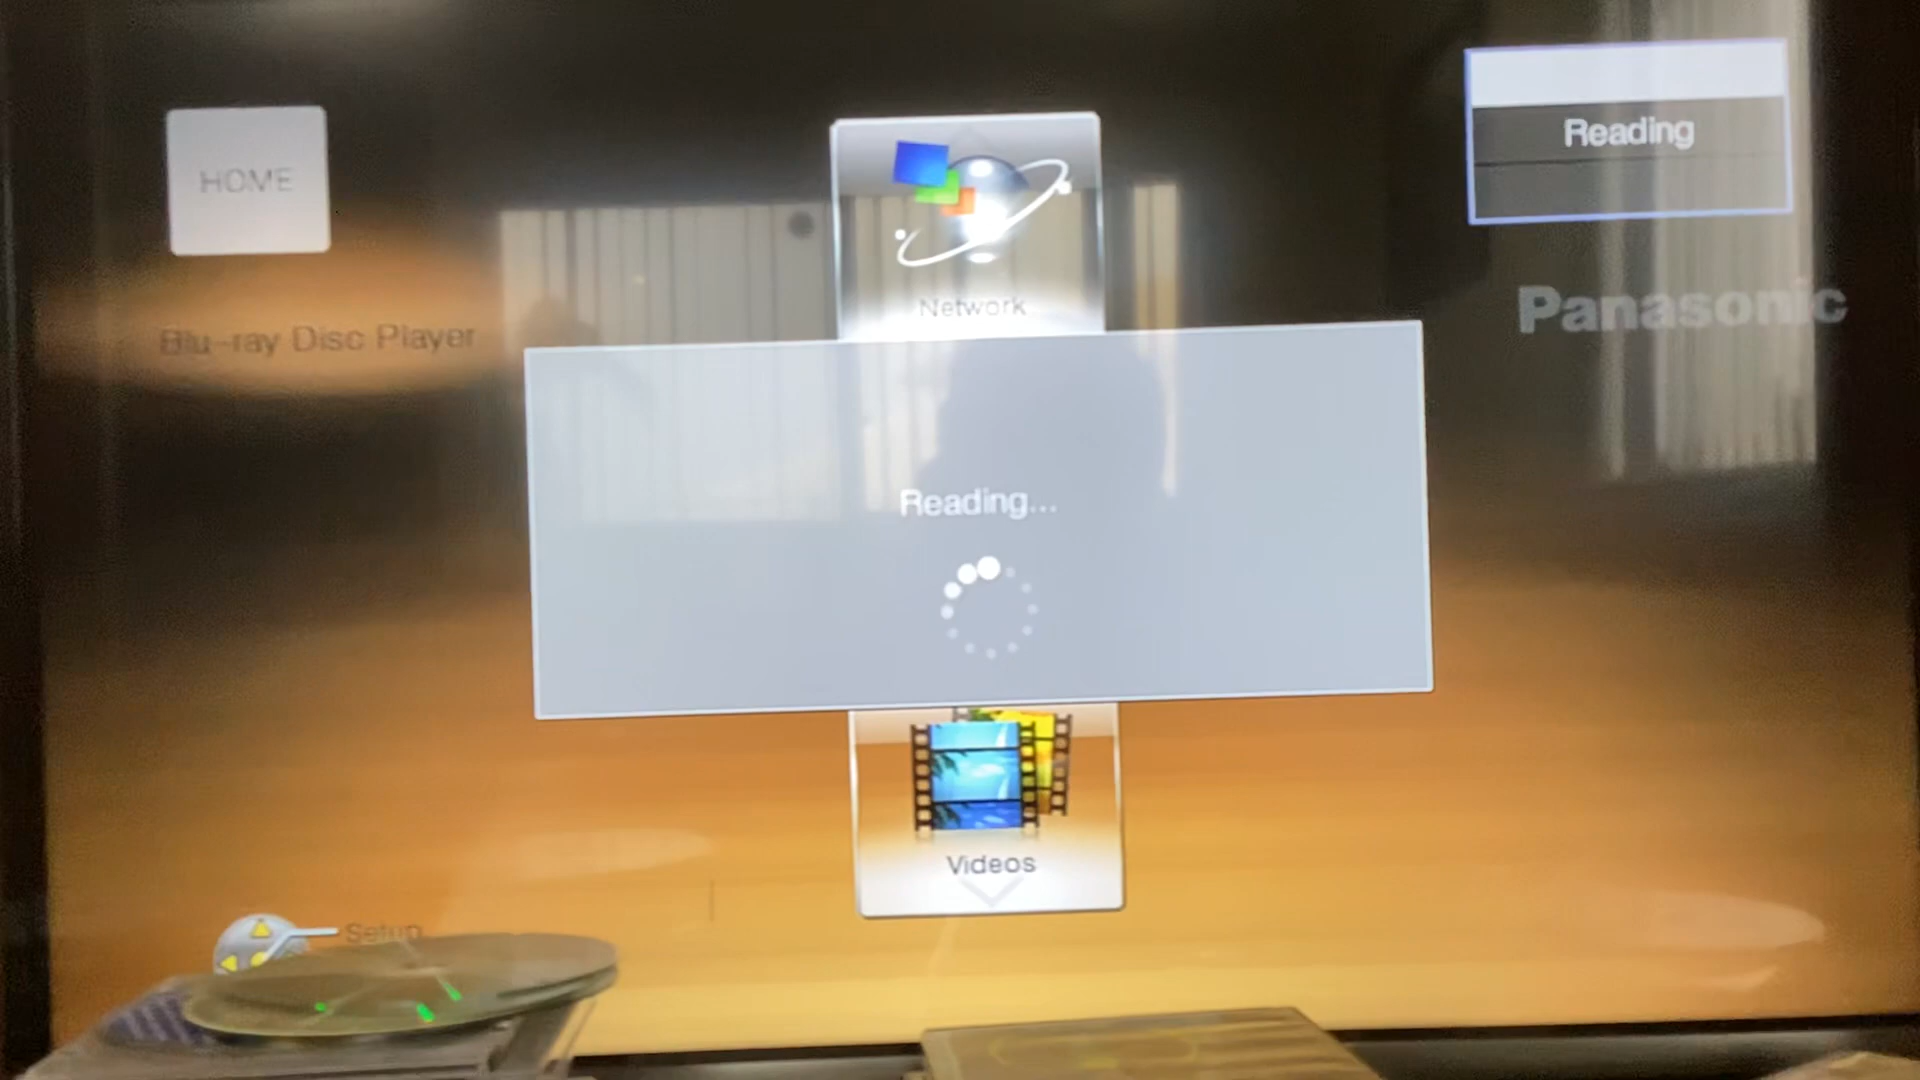 HOME
Network
Reading
Panasonic
Blu-ray Disc Player
Reading...
Videos
Setup